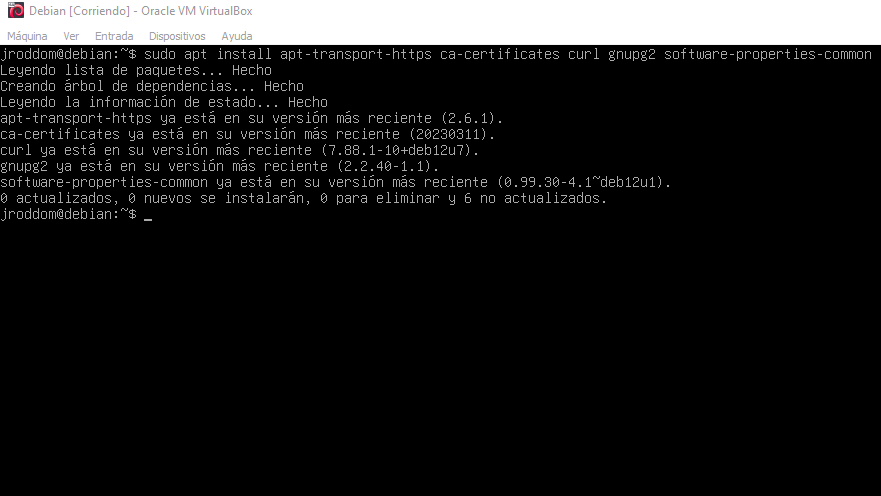 Debian [Corriendo] - Oracle VM VirtualBox
Máquina Ver Entrada Dispositivos Ayuda
jroddom@debian:~$ sudo apt install apt-transport-https ca-certificates curl gnupg2 software-properties-common
Leyendo lista de paquetes... Hecho
Creando árbol de dependencias... Hecho
Leyendo la información de estado... Hecho
apt-transport-https ya está en su versión más reciente (2.6.1).
ca-certificates ya está en su versión más reciente (20230311).
curl ya está en su versión más reciente (7.88.1-10+deb12u7).
gnupg2 ya está en su versión más reciente (2.2.40-1.1).
software-properties-common ya está en su versión más reciente (0.99.30-4.1~deb12u1).
0 actualizados, 0 nuevos se instalarán, 0 para eliminar y 6 no actualizados.
jroddom@debian:~$ _